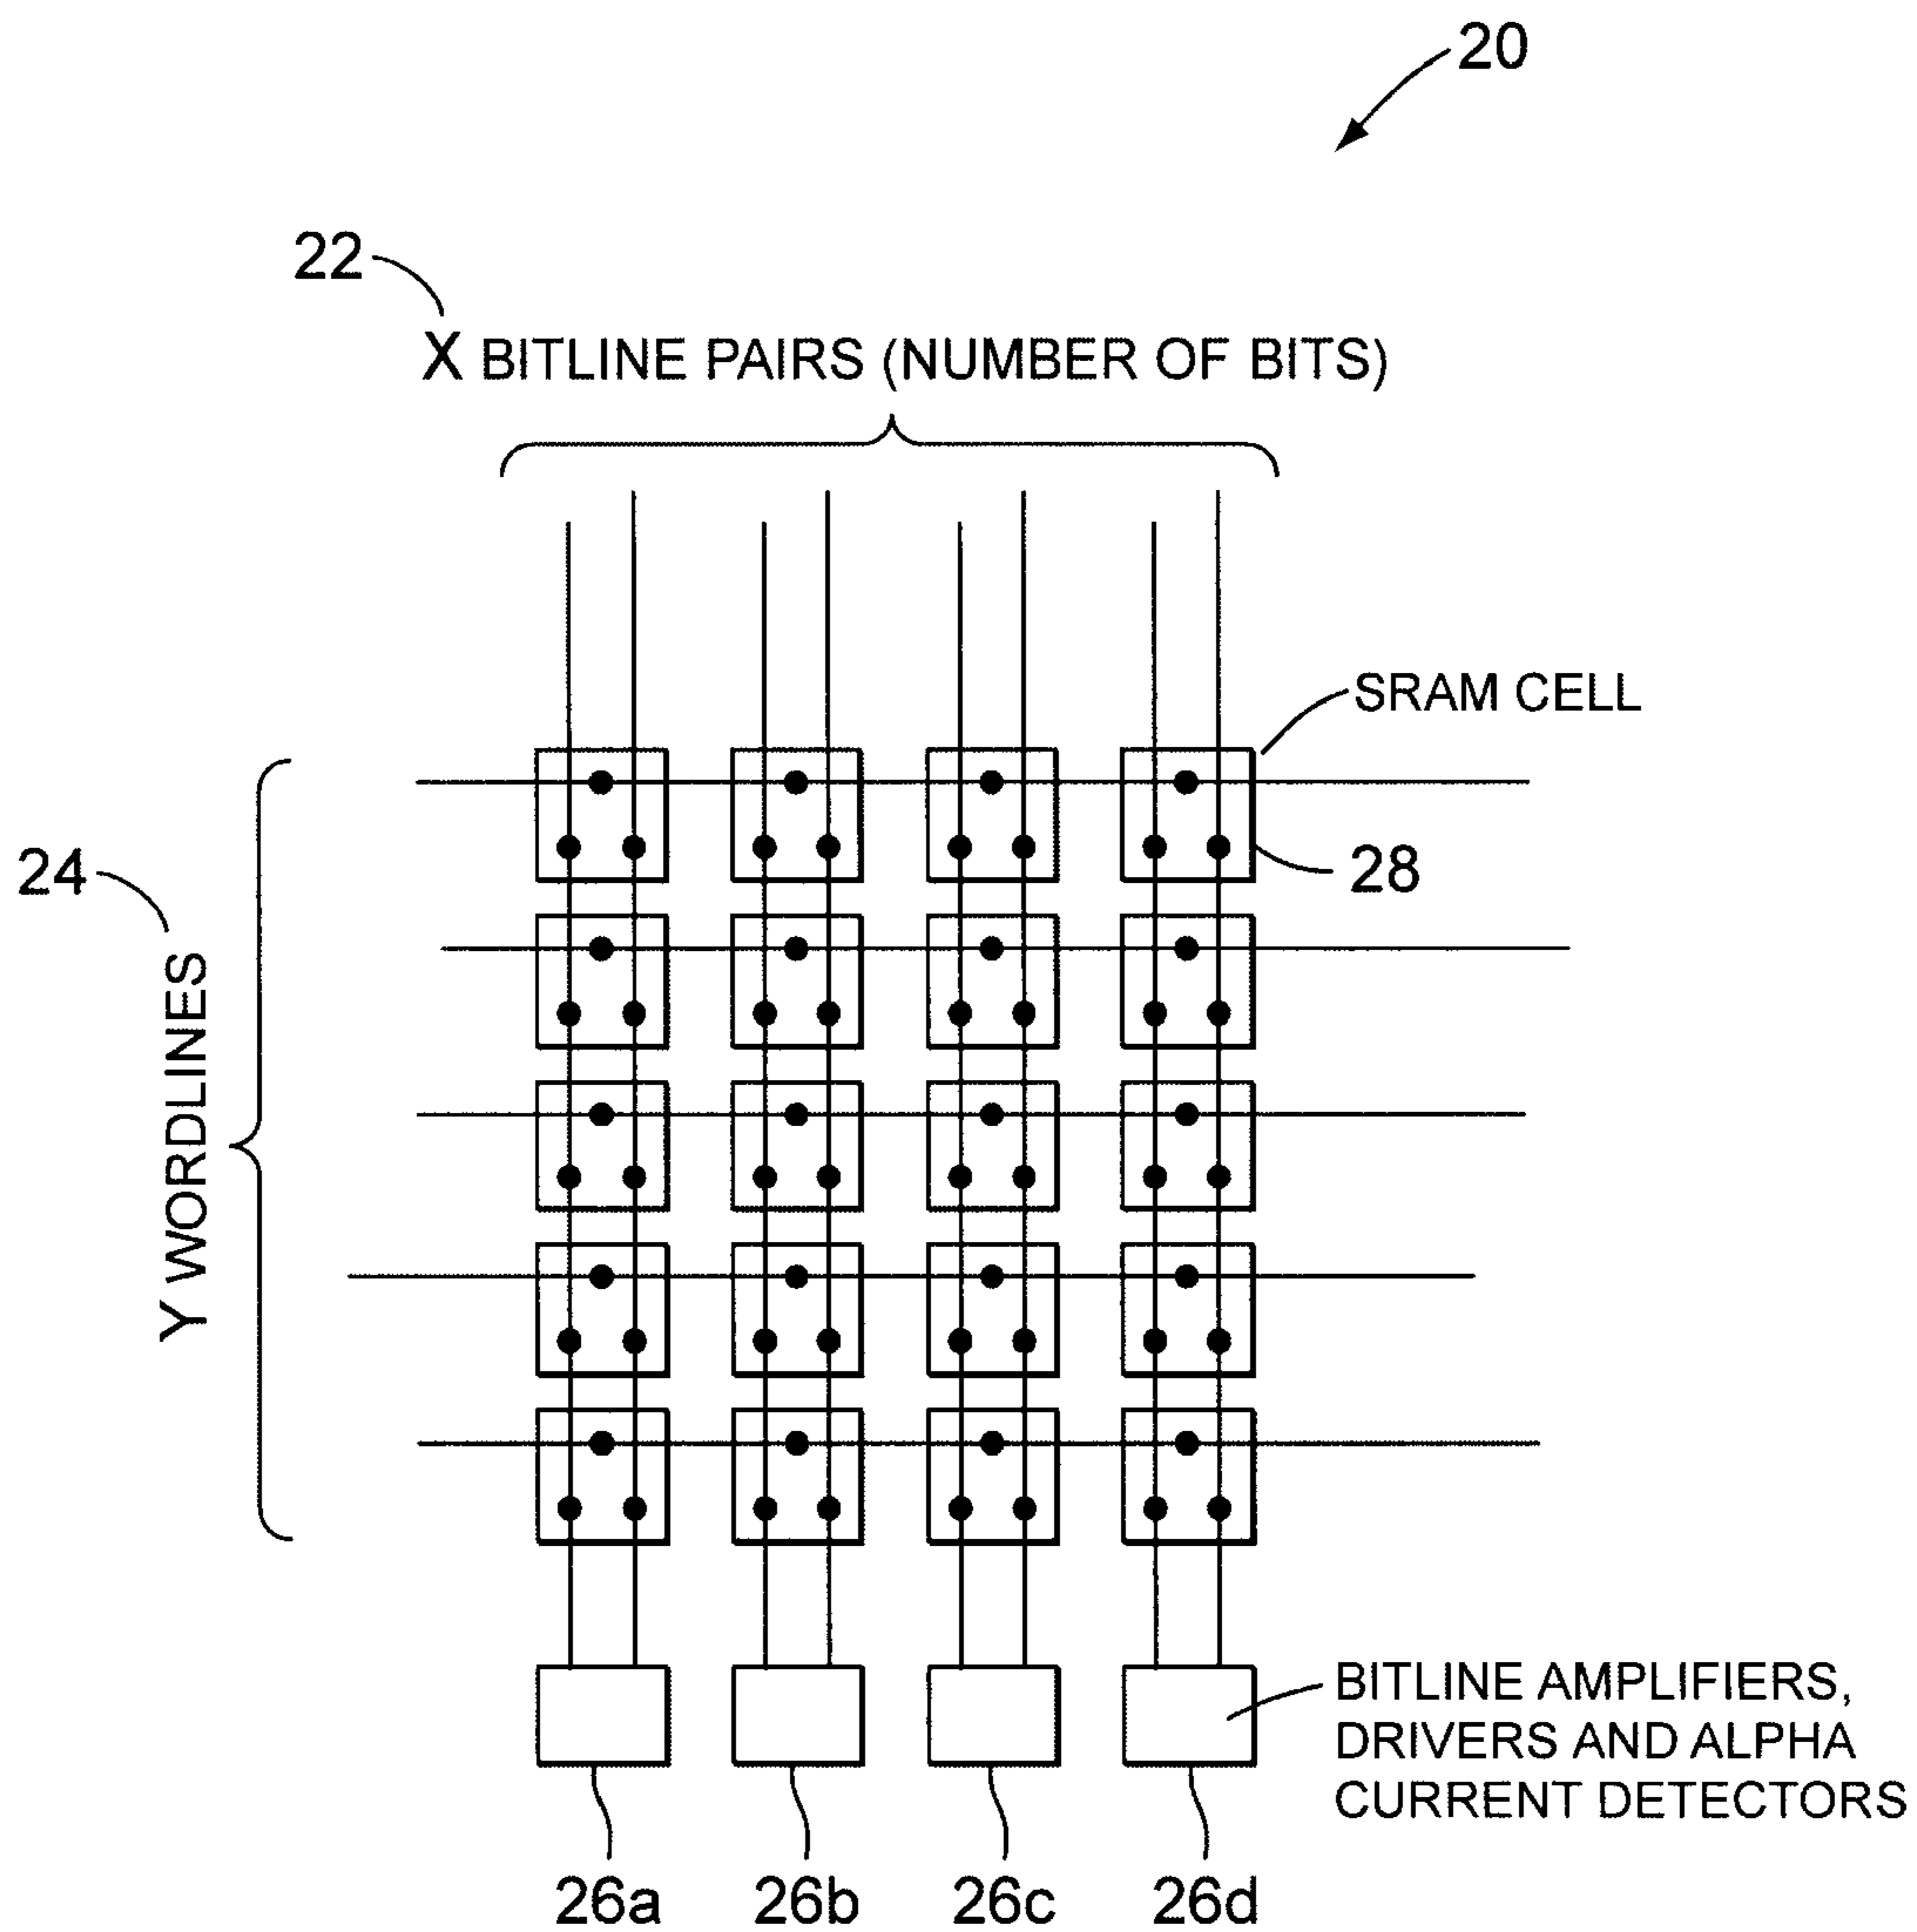 20
22
X BITLINE PAIRS (NUMBER OF BITS)
SRAM CELL
28
24
Y WORDLINES
BITLINE AMPLIFIERS,
DRIVERS AND ALPHA
CURRENT DETECTORS
26a 26b 26c 26d